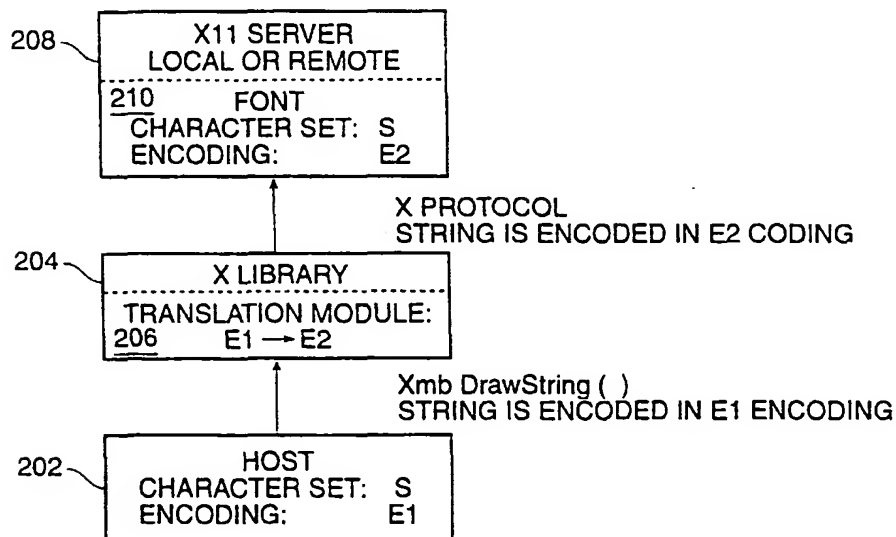 208
X11 SERVER
LOCAL OR REMOTE
210 FONT
CHARACTER SET: S
ENCODING: E2
X PROTOCOL
STRING IS ENCODED IN E2 CODING
204
X LIBRARY
TRANSLATION MODULE:
206 E1 → E2
Xmb DrawString ( )
STRING IS ENCODED IN E1 ENCODING
202
HOST
CHARACTER SET: S
ENCODING: E1